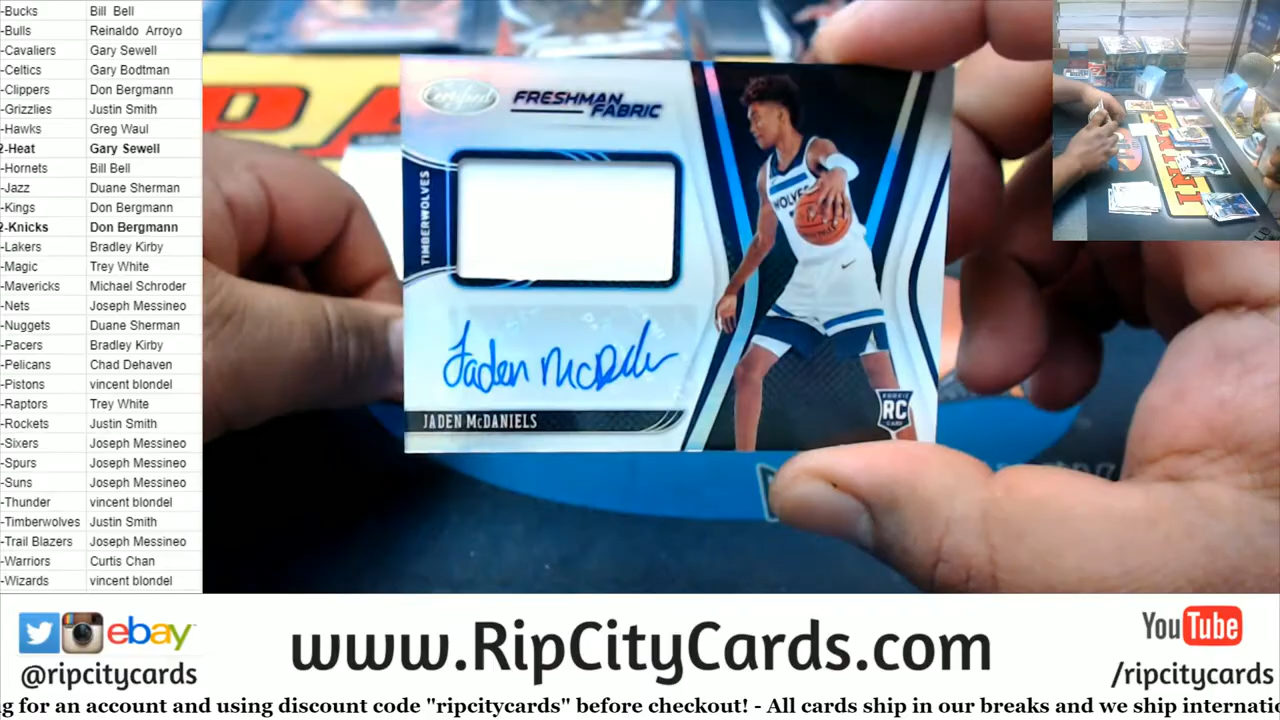 -Bucks Bill Bell
-Bulls Reinaldo Arroyo
-Cavaliers Gary Sewell
-Celtics Gary Bodtman
-Clippers Don Bergmann
-Grizzlies Justin Smith
-Hawks Greg Waul
2-Heat Gary Sewell
-Hornets Bill Bell
-Jazz Duane Sherman
-Kings Don Bergmann
2-Knicks Don Bergmann
-Lakers Bradley Kirby
-Magic Trey White
-Mavericks Michael Schroder
-Nets Joseph Messineo
-Nuggets Duane Sherman
-Pacers Bradley Kirby
-Pelicans Chad Dehaven
-Pistons vincent blondel
-Raptors Trey White
-Rockets Justin Smith
-Sixers Joseph Messineo
-Spurs Joseph Messineo
-Suns Joseph Messineo
-Thunder vincent blondel
-Timberwolves Justin Smith
-Trail Blazers Joseph Messineo
-Warriors Curtis Chan
-Wizards vincent blondel
Certified
FRESHMAN
FABRIC
TIMBERWOLVES
WOLVES
Jaden McD
JADEN McDANIELS
ROOKIE
RC
CARD
PANINI
ebay
@ripcitycards
www.RipCityCards.com
YouTube
/ripcitycards
g for an account and using discount code "ripcitycards" before checkout! - All cards ship in our breaks and we ship internatio